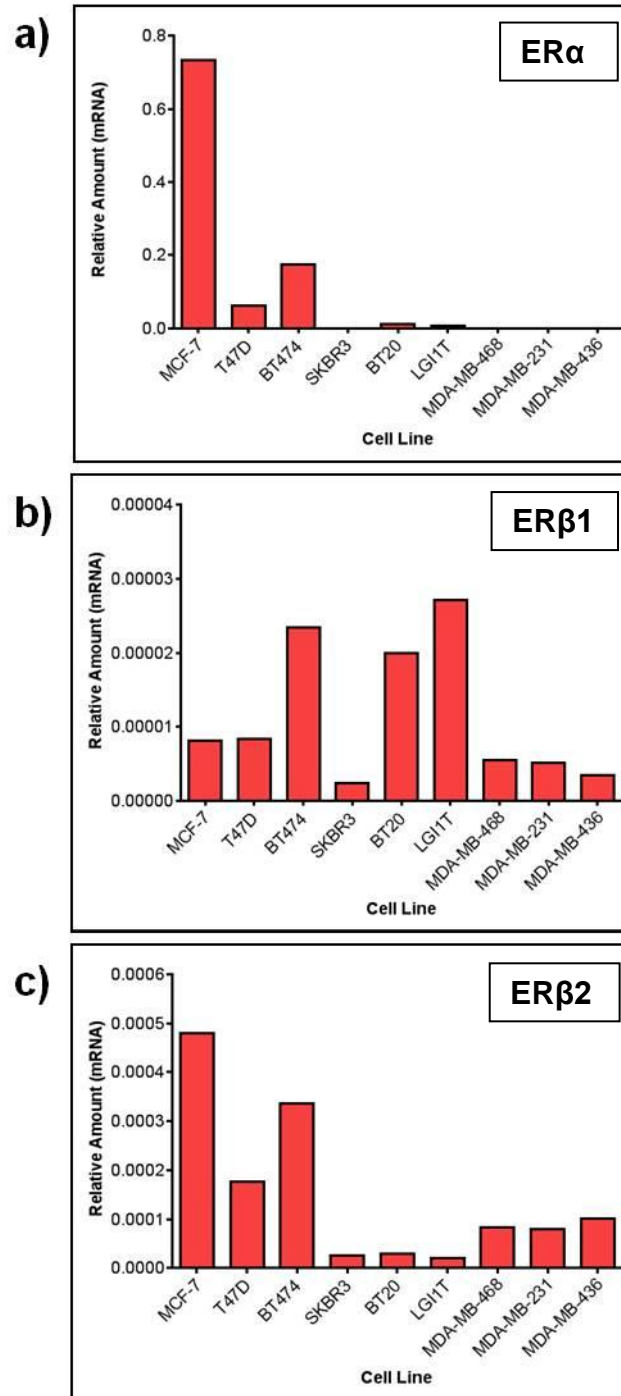 a)
ERα
Relative Amount (mRNA)
0.8
0.6
0.4
0.2
0.0
MCF-7
T47D
BT474
SKBR3
BT20
LGI1T
MDA-MB-468
MDA-MB-231
MDA-MB-436
Cell Line
b)
ERβ1
Relative Amount (mRNA)
0.00004
0.00003
0.00002
0.00001
0.00000
MCF-7
T47D
BT474
SKBR3
BT20
LGI1T
MDA-MB-468
MDA-MB-231
MDA-MB-436
Cell Line
c)
ERβ2
Relative Amount (mRNA)
0.0006
0.0005
0.0004
0.0003
0.0002
0.0001
0.0000
MCF-7
T47D
BT474
SKBR3
BT20
LGI1T
MDA-MB-468
MDA-MB-231
MDA-MB-436
Cell Line